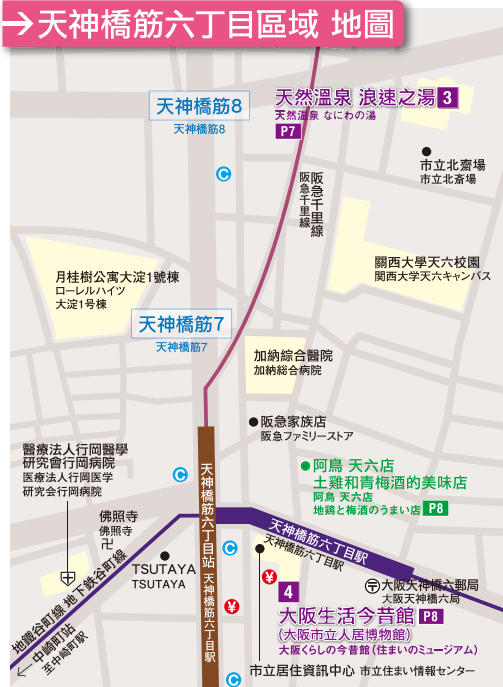 →天神橋筋六丁目區域 地圖
天神橋筋8
天神橋筋8
天然溫泉 浪速之湯 3
天然温泉 なにわの湯
P7
C
市立北齋場
市立北斎場
阪急千里線
阪急千里線
關西大學天六校園
関西大学天六キャンパス
月桂樹公寓大淀1號棟
ローレルハイツ
大淀1号棟
天神橋筋7
天神橋筋7
加納綜合醫院
加納総合病院
阪急家族店
阪急ファミリーストア
醫療法人行岡醫學
研究會行岡病院
医療法人行岡医学
研究会行岡病院
C
阿鳥 天六店
土雞和青梅酒的美味店
阿鳥 天六店
地鶏と梅酒のうまい店 P8
天神橋筋六丁目站 天神橋筋六丁目駅
佛照寺
佛照寺
卍
天神橋筋六丁目駅
天神橋筋六丁目駅
TSUTAYA
TSUTAYA
C
地鐵谷町線 地下鉄谷町線
¥
¥
〒大阪天神橋六郵局
大阪天神橋六局
4
大阪生活今昔館 P8
(大阪市立人居博物館)
大阪くらしの今昔館(住まいのミュージアム)
←中崎町站
至中崎町駅
市立居住資訊中心 市立住まい情報センター
C